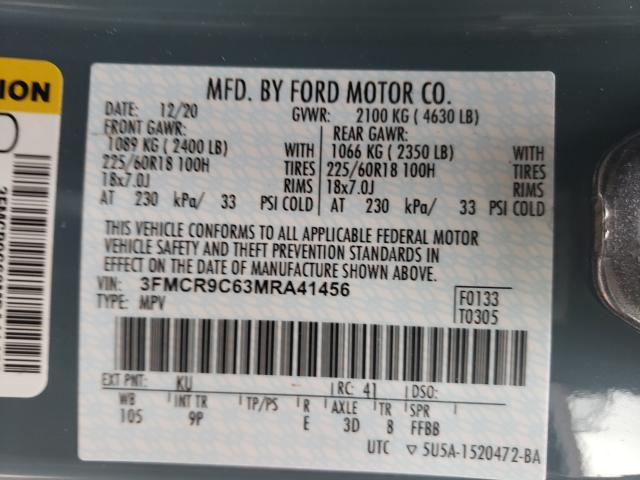 MFD. BY FORD MOTOR CO.
DATE: 12/20 GVWR: 2100 KG ( 4630 LB)
FRONT GAWR: REAR GAWR:
1089 KG ( 2400 LB) WITH 1066 KG ( 2350 LB) WITH
225/60R18 100H TIRES 225/60R18 100H TIRES
18x7.0J RIMS 18x7.0J RIMS
AT 230 kPa/ 33 PSI COLD AT 230 kPa/ 33 PSI COLD
THIS VEHICLE CONFORMS TO ALL APPLICABLE FEDERAL MOTOR
VEHICLE SAFETY AND THEFT PREVENTION STANDARDS IN
EFFECT ON THE DATE OF MANUFACTURE SHOWN ABOVE.
VIN: 3FMCR9C63MRA41456
TYPE: MPV
F0133
T0305
EXT PNT: KU RC: 41 DSO:
WB INT TR TP/PS R AXLE TR SPR
105 9P E 3D 8 FFBB
UTC ▽ 5U5A-1520472-BA
ION